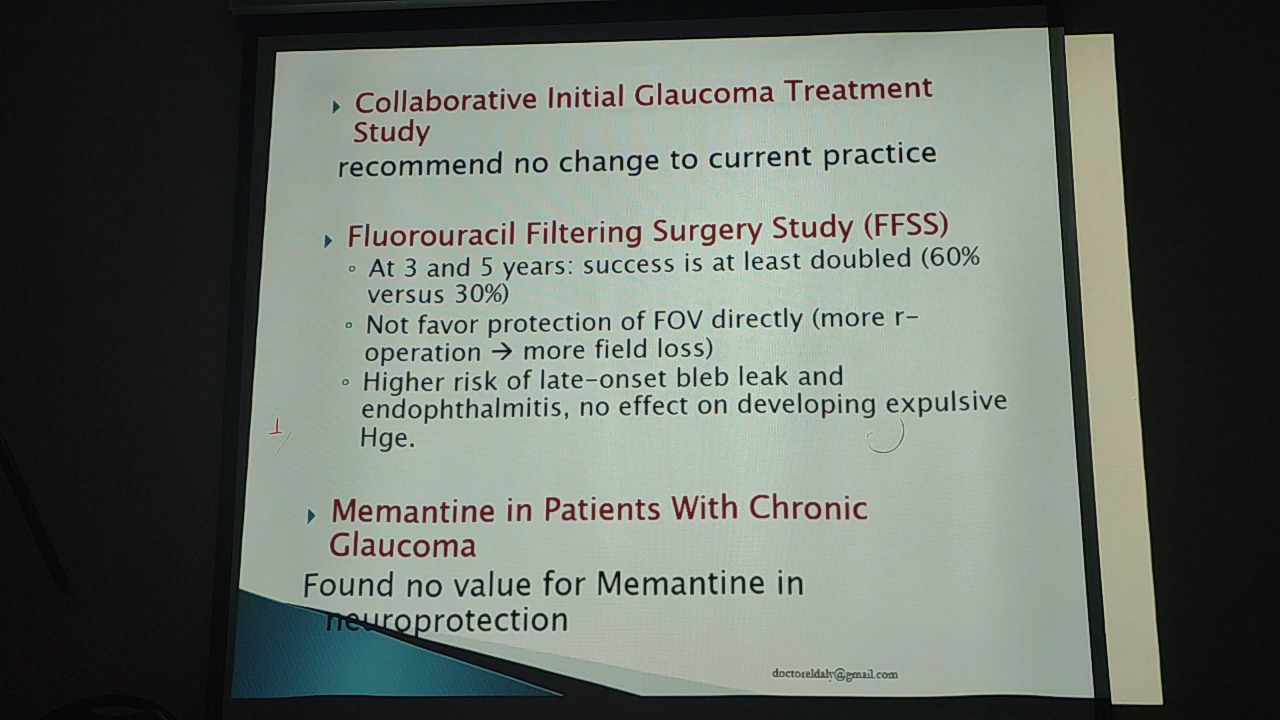 Collaborative Initial Glaucoma Treatment
Study
recommend no change to current practice
Fluorouracil Filtering Surgery Study (FFSS)
At 3 and 5 years: success is at least doubled (60%
versus 30%)
Not favor protection of FOV directly (more r-
operation → more field loss)
Higher risk of late-onset bleb leak and
endophthalmitis, no effect on developing expulsive
Hge.
Memantine in Patients With Chronic
Glaucoma
Found no value for Memantine in
neuroprotection
doctoreldaly@gmail.com